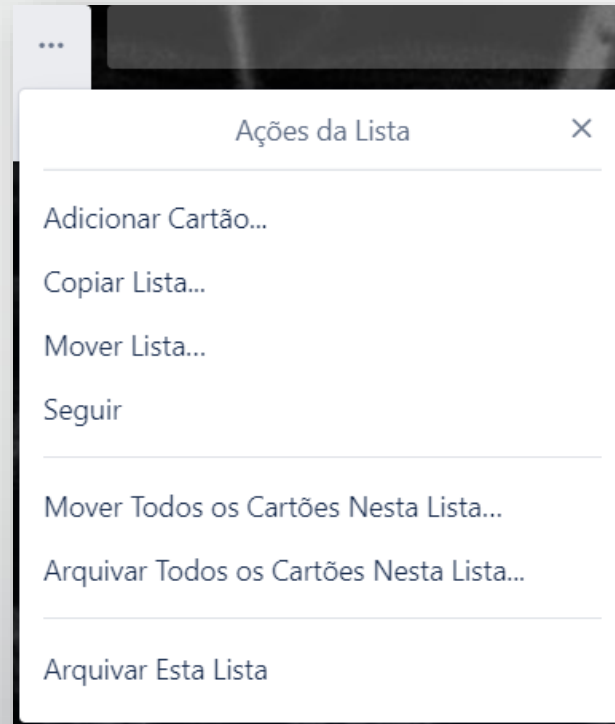 Ações da Lista
Adicionar Cartão...
Copiar Lista...
Mover Lista...
Seguir
Mover Todos os Cartões Nesta Lista...
Arquivar Todos os Cartões Nesta Lista...
Arquivar Esta Lista